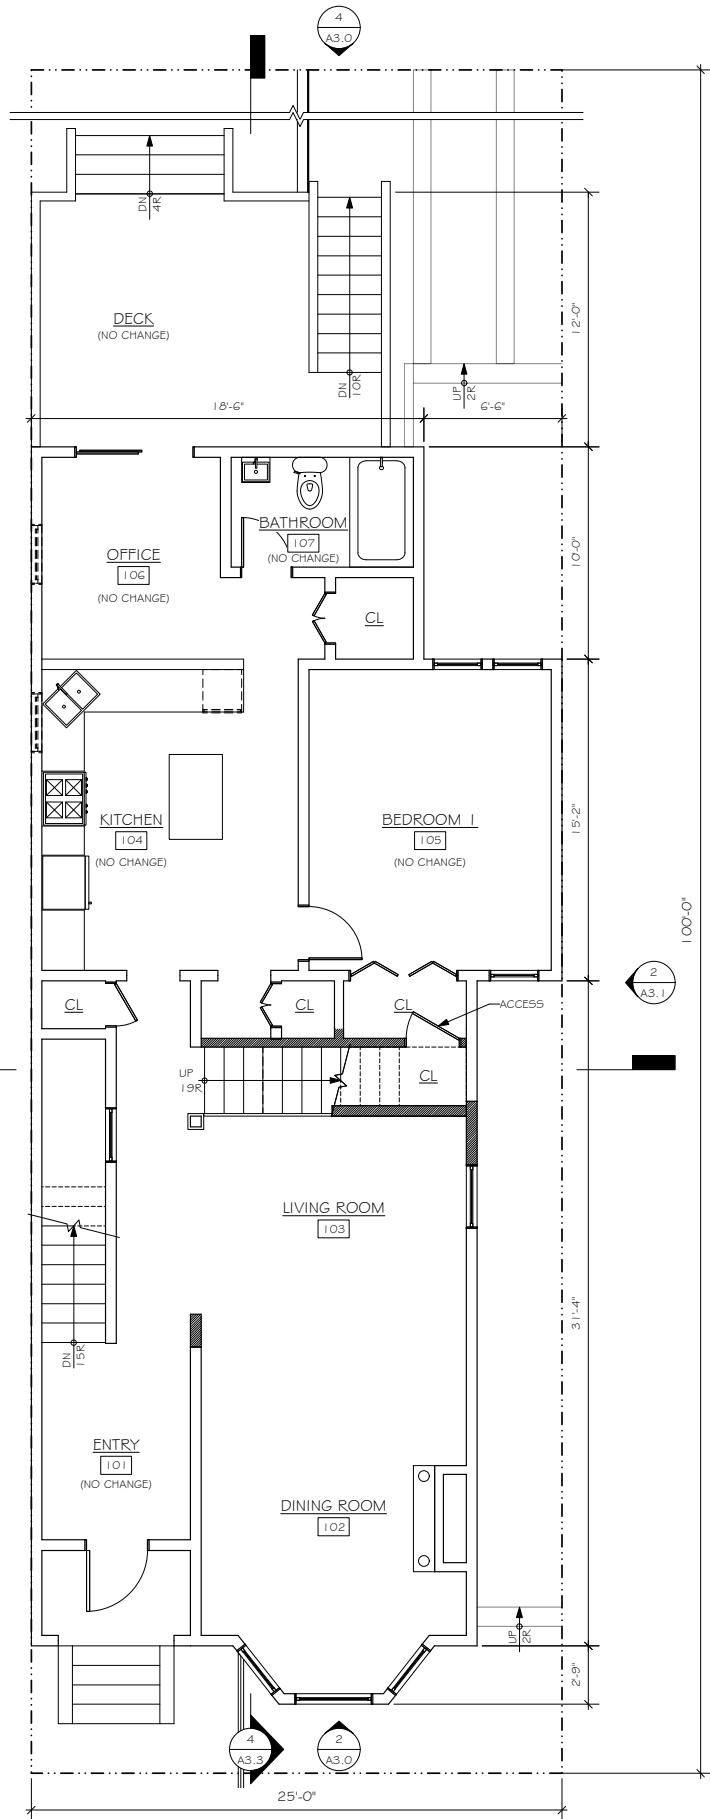 4
A3.0
DN
4R
DECK
(NO CHANGE)
12'-0"
DN
10R
UP
2R
18'-6"
6'-6"
BATHROOM
107
(NO CHANGE)
OFFICE
106
(NO CHANGE)
10'-0"
CL
KITCHEN
104
(NO CHANGE)
BEDROOM 1
105
(NO CHANGE)
15'-2"
100'-0"
2
A3.1
CL
CL
CL
ACCESS
UP
19R
CL
LIVING ROOM
103
31'-4"
DN
15R
ENTRY
101
(NO CHANGE)
DINING ROOM
102
UP
2R
2'-9"
4
A3.3
2
A3.0
25'-0"